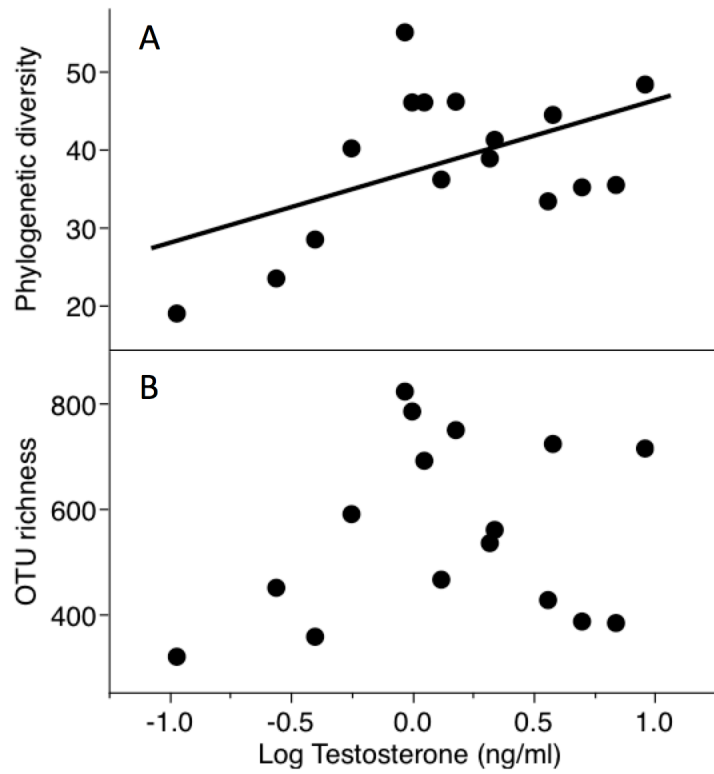 A
Phylogenetic diversity
50
40
30
20
B
OTU richness
800
600
400
-1.0 -0.5 0.0 0.5 1.0
Log Testosterone (ng/ml)